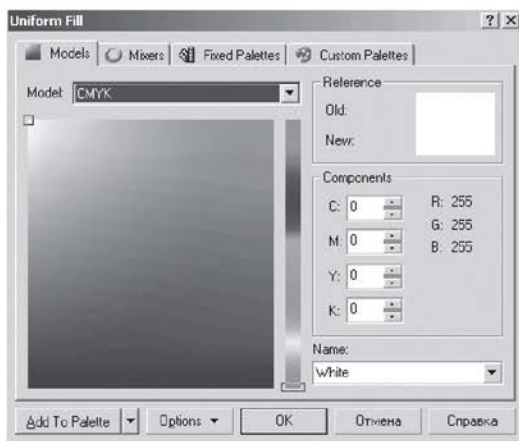 Uniform Fill
Models Mixers Fixed Palettes Custom Palettes
Model: CMYK
Reference
Old:
New:
Components
C: 0 R: 255
G: 255
M: 0 B: 255
Y: 0
K: 0
Name:
White
Add To Palette Options OK Отмена Справка